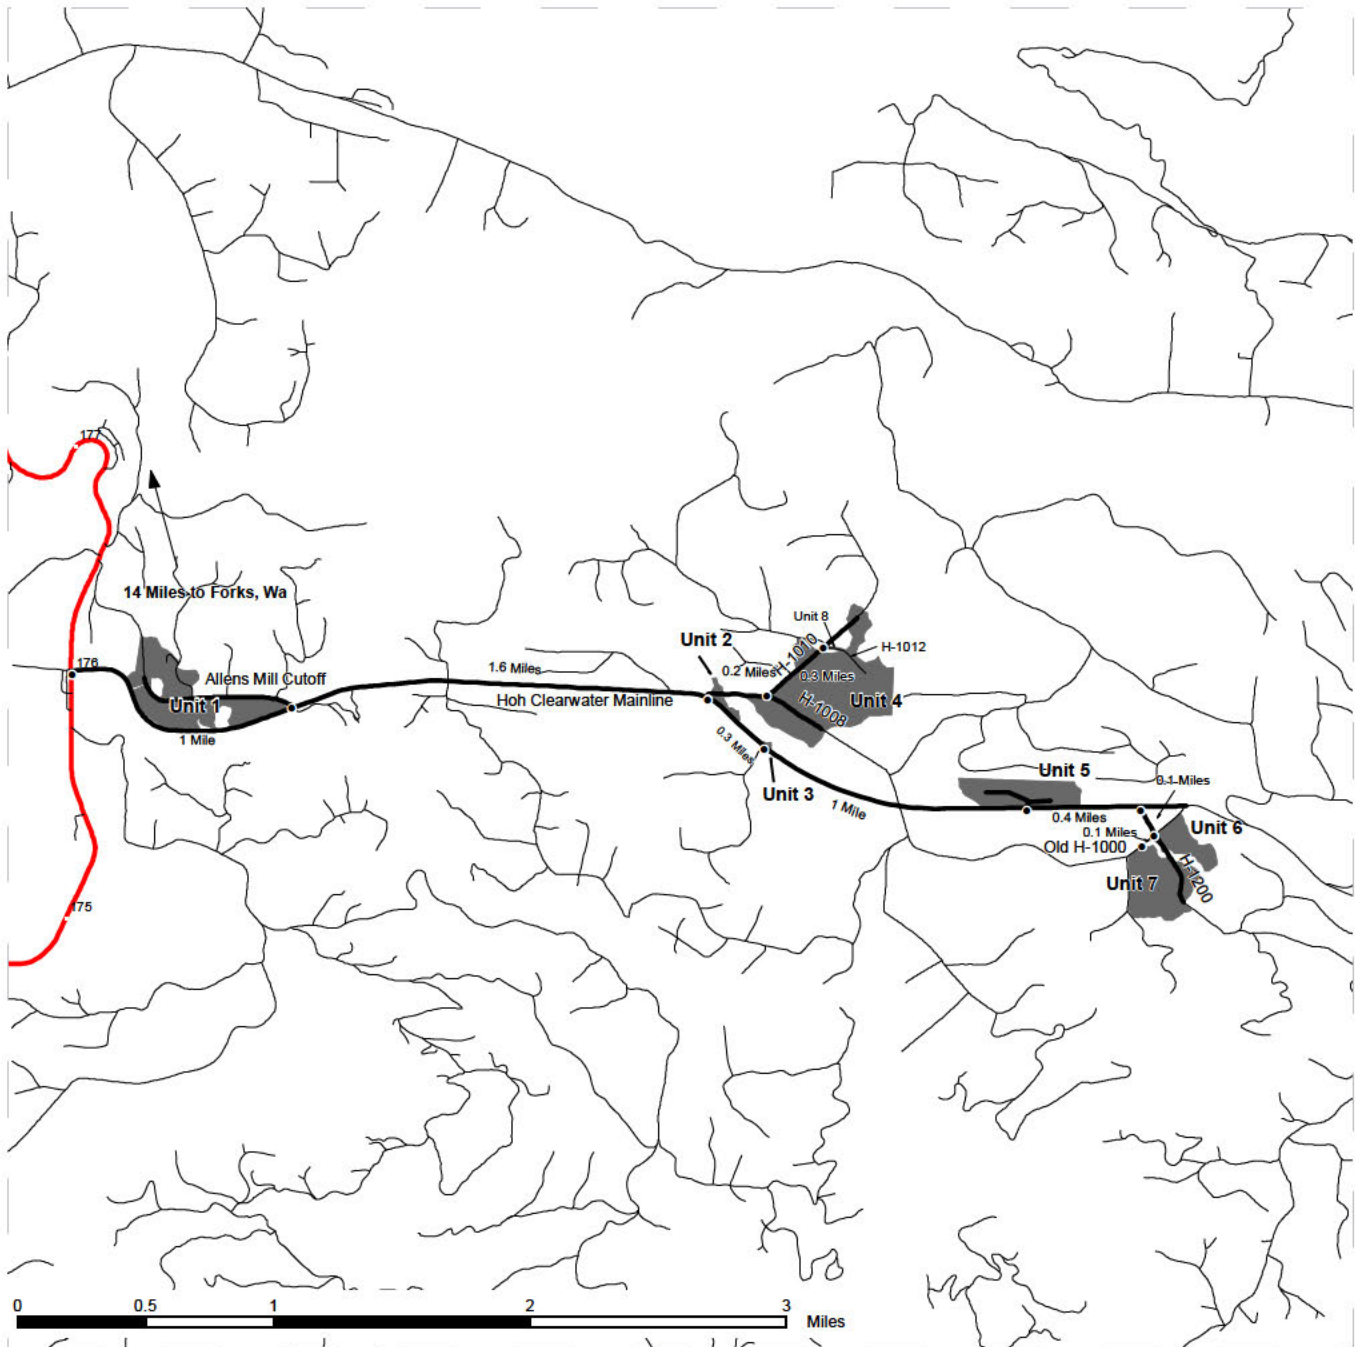 177
14 Miles to Forks, Wa
Unit 8
H-1010
H-1012
Unit 2
176
1.6 Miles
0.2 Miles
0.3 Miles
Allens Mill Cutoff
Hoh Clearwater Mainline
Unit 4
Unit 1
H-1008
1 Mile
0.3 Miles
Unit 5
0.1 Miles
Unit 3
1 Mile
0.4 Miles
Unit 6
0.1 Miles
Old H-1000
Unit 7
H-1200
175
0 0.5 1 2 3
Miles